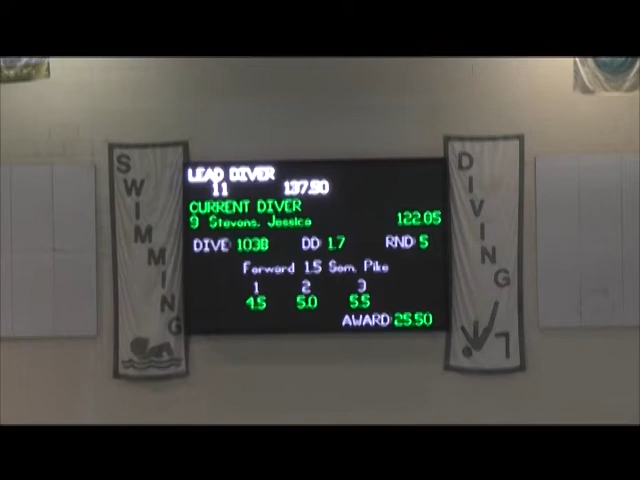 SWIMMING
LEAD DIVER
11 137.50
CURRENT DIVER
9 Stevens, Jessica 122.05
DIVE 103B DD 1.7 RND 5
Forward 1.5 Som. Pike
1 2 3
4.5 5.0 5.5
AWARD 25.50
DIVING